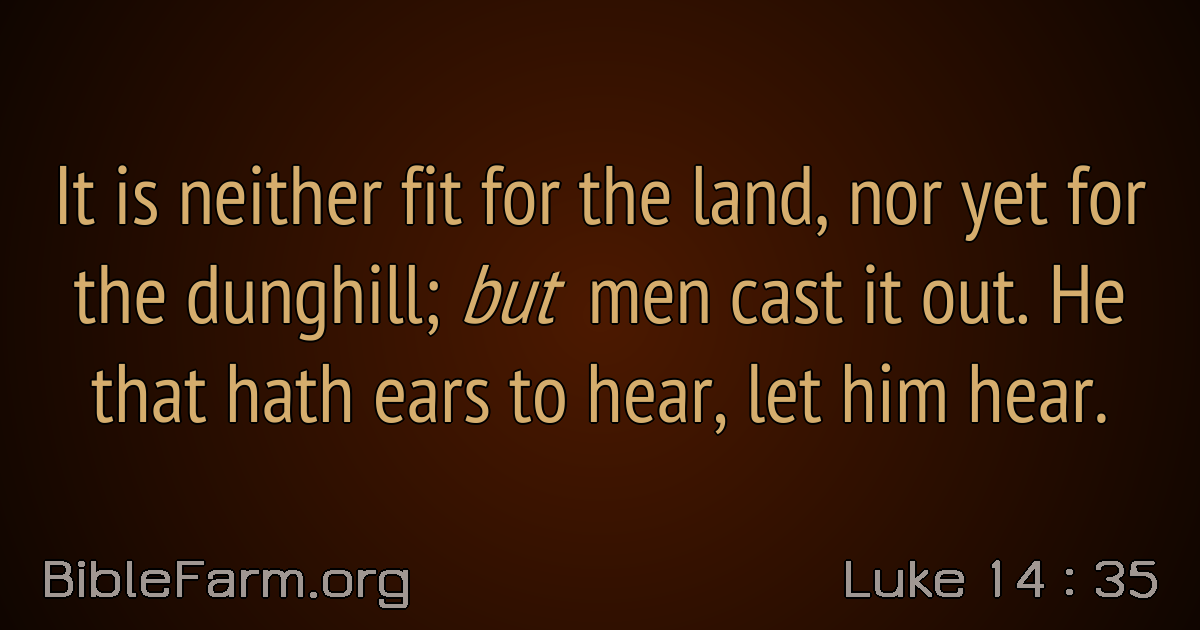 It is neither fit for the land, nor yet for
the dunghill; but men cast it out. He
that hath ears to hear, let him hear.
BibleFarm.org
Luke 14 : 35